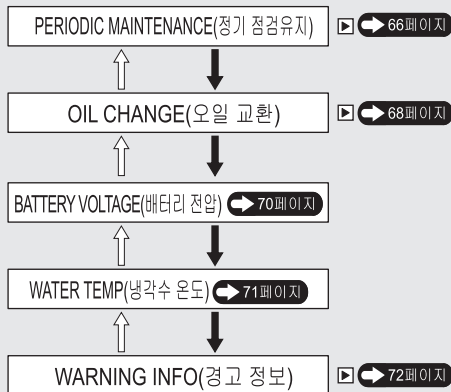 PERIODIC MAINTENANCE(정기 점검유지) 66페이지
OIL CHANGE(오일 교환) 68페이지
BATTERY VOLTAGE(배터리 전압) 70페이지
WATER TEMP(냉각수 온도) 71페이지
WARNING INFO(경고 정보) 72페이지